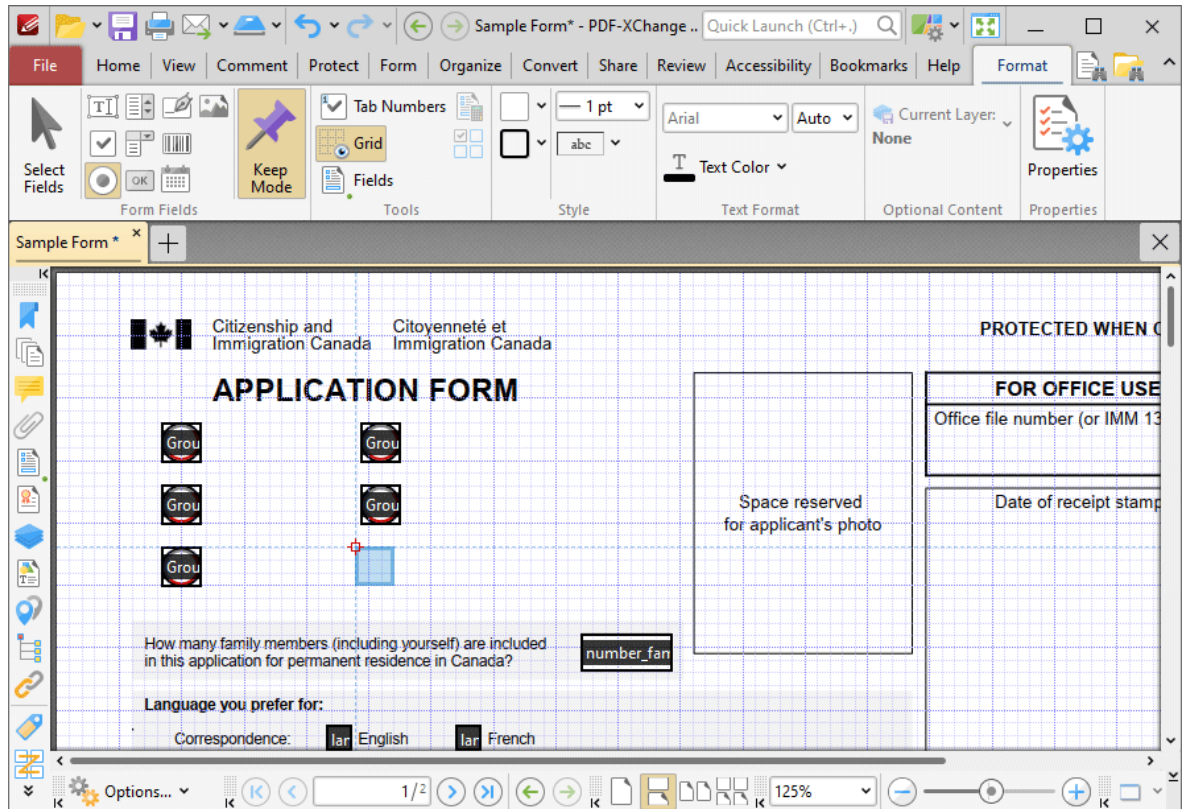 Sample Form* - PDF-XChange ..
Quick Launch (Ctrl+.)
File Home View Comment Protect Form Organize Convert Share Review Accessibility Bookmarks Help Format
Select Fields
OK
Form Fields
Keep Mode
Tab Numbers
Grid
Fields
Tools
1 pt
abc
Style
Arial
Auto
T Text Color
Text Format
Current Layer:
None
Optional Content
Properties
Properties
Sample Form *
Citizenship and Citoyenneté et
Immigration Canada Immigration Canada
PROTECTED WHEN C
APPLICATION FORM
FOR OFFICE USE
Office file number (or IMM 13
Grou Grou
Grou Grou
Grou
Space reserved
for applicant's photo
Date of receipt stamp
How many family members (including yourself) are included
in this application for permanent residence in Canada?
number_fam
Language you prefer for:
Correspondence: lar English lar French
Options...
1/2
125%